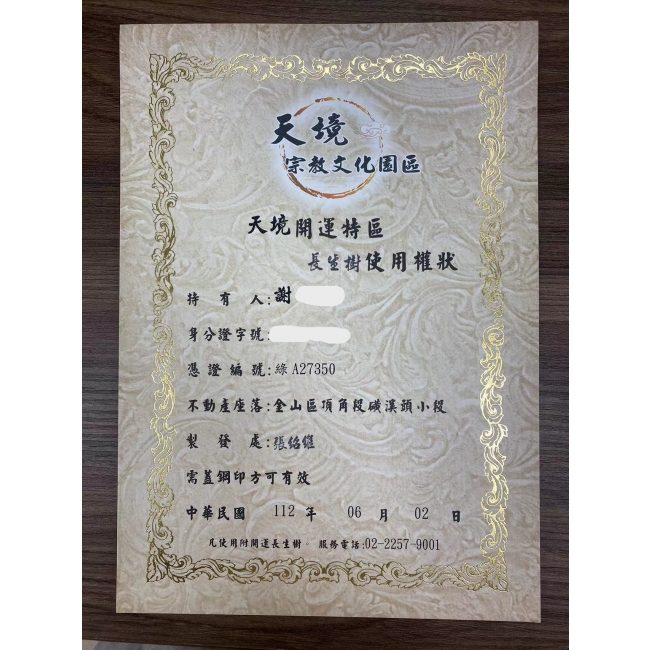 天境
宗教文化園區
天境開運特區
長生樹使用權狀
持有人:謝
身分證字號:
憑證編號:綠A27350
不動產座落:金山區頂角段磺溪頭小段
製發處:張紹維
需蓋鋼印方可有效
中華民國 112 年 06 月 02 日
凡使用附開運長生樹。 服務電話:02-2257-9001